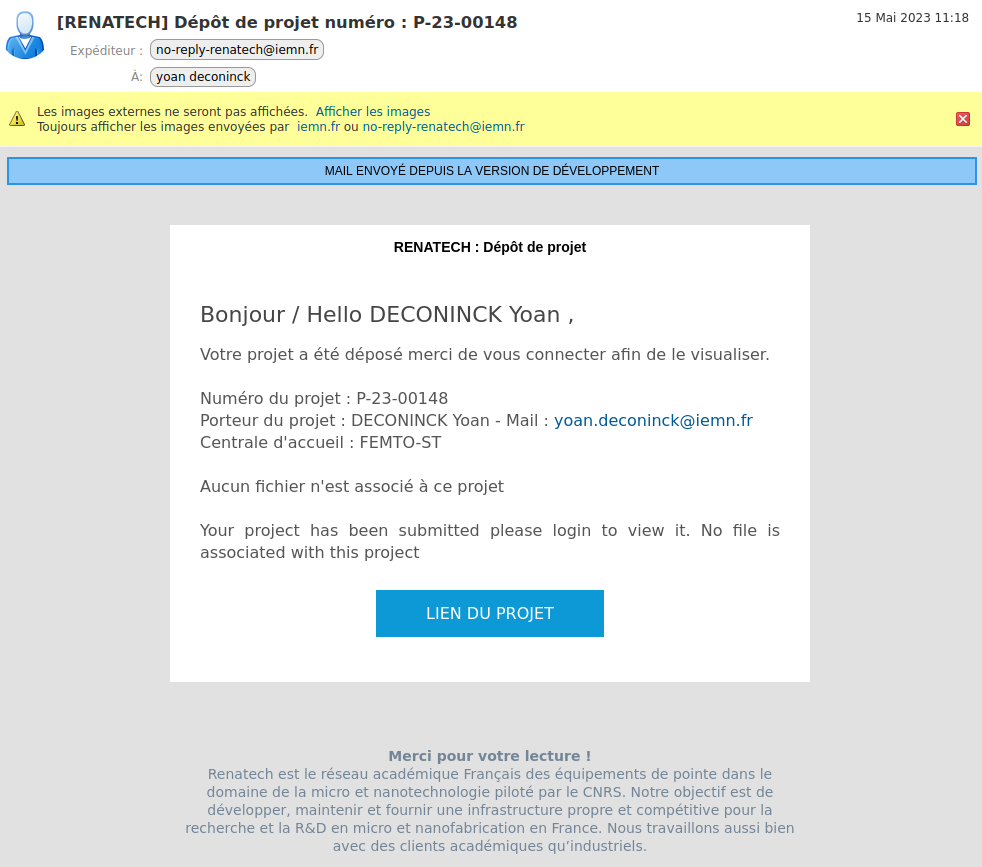 [RENATECH] Dépôt de projet numéro : P-23-00148
15 Mai 2023 11:18
Expéditeur : no-reply-renatech@iemn.fr
À: yoan deconinck
Les images externes ne seront pas affichées. Afficher les images
Toujours afficher les images envoyées par iemn.fr ou no-reply-renatech@iemn.fr
MAIL ENVOYÉ DEPUIS LA VERSION DE DÉVELOPPEMENT
RENATECH : Dépôt de projet
Bonjour / Hello DECONINCK Yoan ,
Votre projet a été déposé merci de vous connecter afin de le visualiser.
Numéro du projet : P-23-00148
Porteur du projet : DECONINCK Yoan - Mail : yoan.deconinck@iemn.fr
Centrale d'accueil : FEMTO-ST
Aucun fichier n'est associé à ce projet
Your project has been submitted please login to view it. No file is
associated with this project
LIEN DU PROJET
Merci pour votre lecture !
Renatech est le réseau académique Français des équipements de pointe dans le
domaine de la micro et nanotechnologie piloté par le CNRS. Notre objectif est de
développer, maintenir et fournir une infrastructure propre et compétitive pour la
recherche et la R&D en micro et nanofabrication en France. Nous travaillons aussi bien
avec des clients académiques qu’industriels.